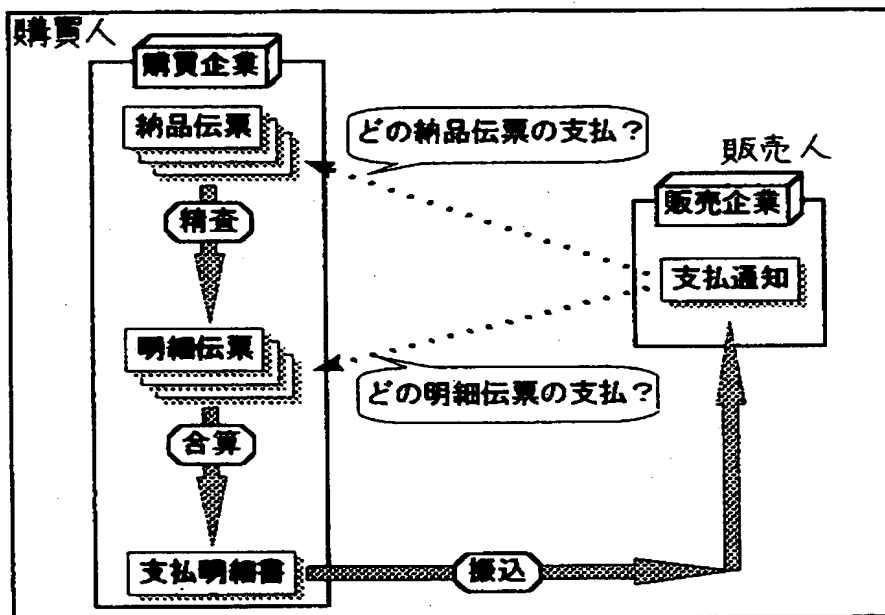 購買人
購買企業
納品伝票
どの納品伝票の支払？
販売人
精査
販売企業
支払通知
明細伝票
どの明細伝票の支払？
合算
支払明細書
振込